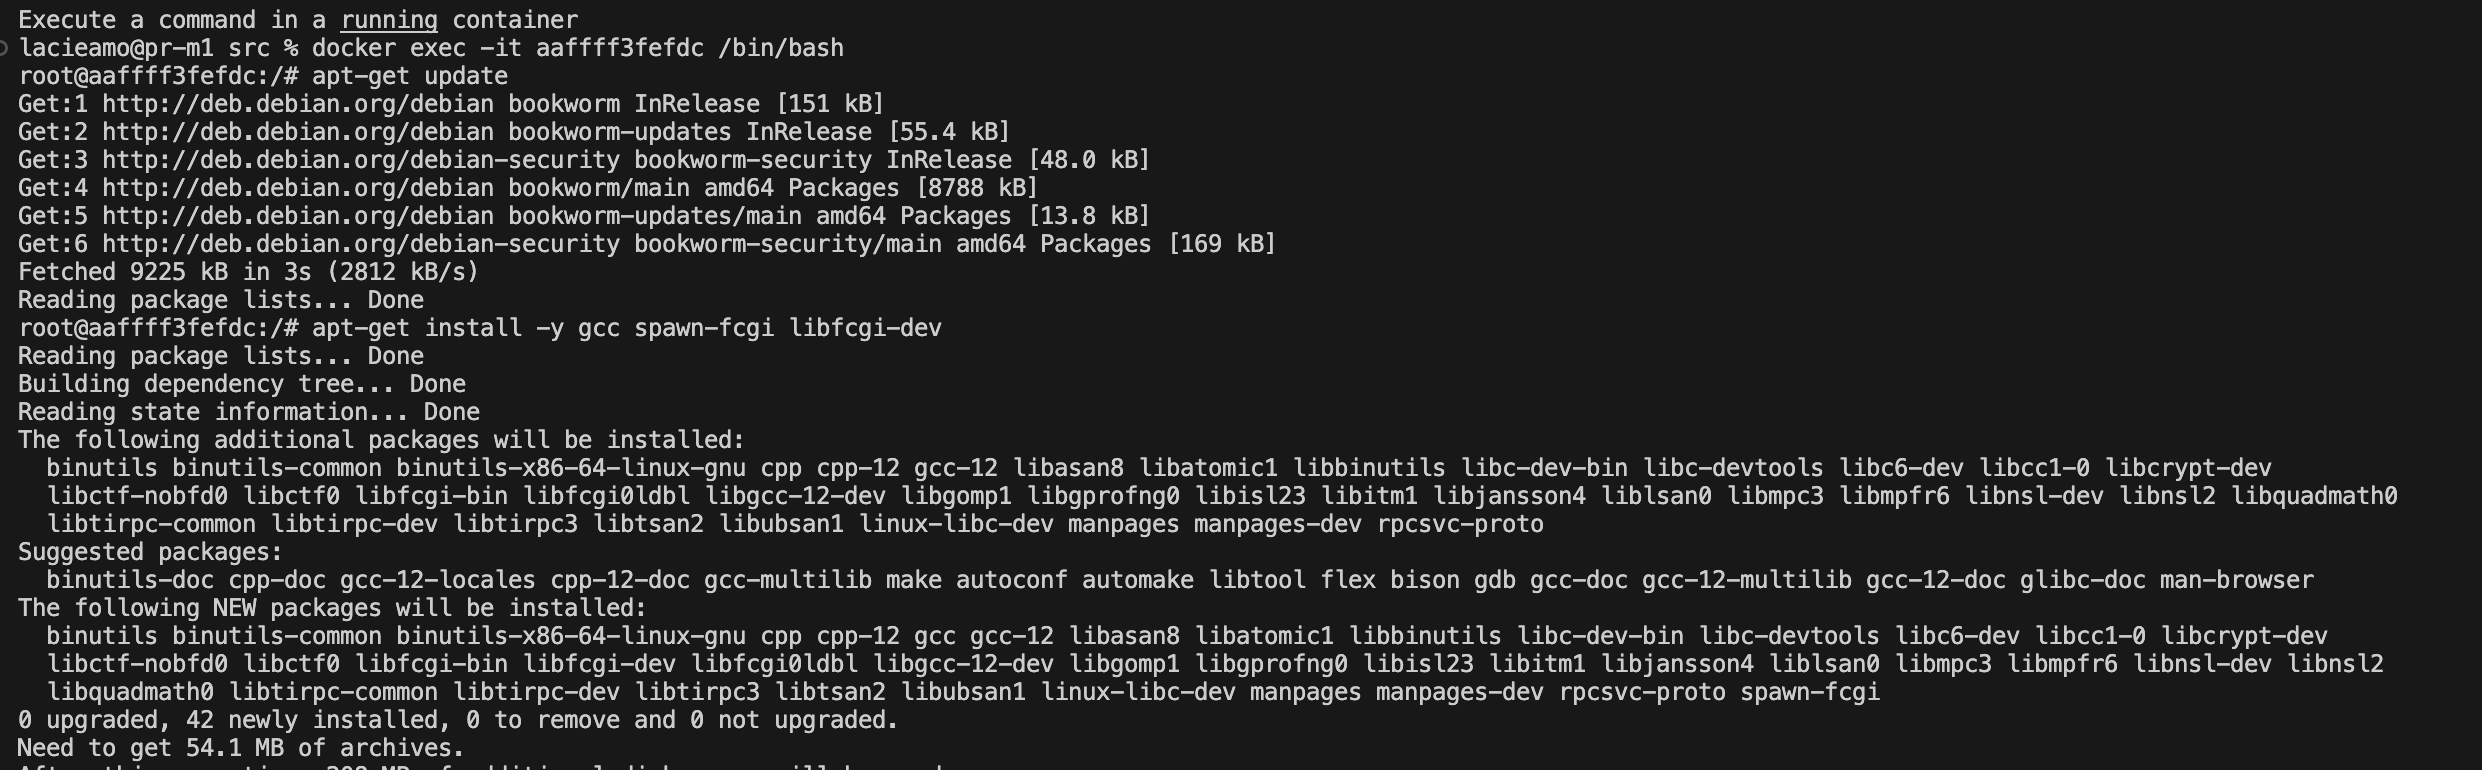 Execute a command in a running container
lacieamo@pr-m1 src % docker exec -it aaffff3fefdc /bin/bash
root@aaffff3fefdc:/# apt-get update
Get:1 http://deb.debian.org/debian bookworm InRelease [151 kB]
Get:2 http://deb.debian.org/debian bookworm-updates InRelease [55.4 kB]
Get:3 http://deb.debian.org/debian-security bookworm-security InRelease [48.0 kB]
Get:4 http://deb.debian.org/debian bookworm/main amd64 Packages [8788 kB]
Get:5 http://deb.debian.org/debian bookworm-updates/main amd64 Packages [13.8 kB]
Get:6 http://deb.debian.org/debian-security bookworm-security/main amd64 Packages [169 kB]
Fetched 9225 kB in 3s (2812 kB/s)
Reading package lists... Done
root@aaffff3fefdc:/# apt-get install -y gcc spawn-fcgi libfcgi-dev
Reading package lists... Done
Building dependency tree... Done
Reading state information... Done
The following additional packages will be installed:
  binutils binutils-common binutils-x86-64-linux-gnu cpp cpp-12 gcc-12 libasan8 libatomic1 libbinutils libc-dev-bin libc-devtools libc6-dev libcc1-0 libcrypt-dev
  libctf-nobfd0 libctf0 libfcgi-bin libfcgi0ldbl libgcc-12-dev libgomp1 libgprofng0 libisl23 libitm1 libjansson4 liblsan0 libmpc3 libmpfr6 libnsl-dev libnsl2 libquadmath0
  libtirpc-common libtirpc-dev libtirpc3 libtsan2 libubsan1 linux-libc-dev manpages manpages-dev rpcsvc-proto
Suggested packages:
  binutils-doc cpp-doc gcc-12-locales cpp-12-doc gcc-multilib make autoconf automake libtool flex bison gdb gcc-doc gcc-12-multilib gcc-12-doc glibc-doc man-browser
The following NEW packages will be installed:
  binutils binutils-common binutils-x86-64-linux-gnu cpp cpp-12 gcc gcc-12 libasan8 libatomic1 libbinutils libc-dev-bin libc-devtools libc6-dev libcc1-0 libcrypt-dev
  libctf-nobfd0 libctf0 libfcgi-bin libfcgi-dev libfcgi0ldbl libgcc-12-dev libgomp1 libgprofng0 libisl23 libitm1 libjansson4 liblsan0 libmpc3 libmpfr6 libnsl-dev libnsl2
  libquadmath0 libtirpc-common libtirpc-dev libtirpc3 libtsan2 libubsan1 linux-libc-dev manpages manpages-dev rpcsvc-proto spawn-fcgi
0 upgraded, 42 newly installed, 0 to remove and 0 not upgraded.
Need to get 54.1 MB of archives.